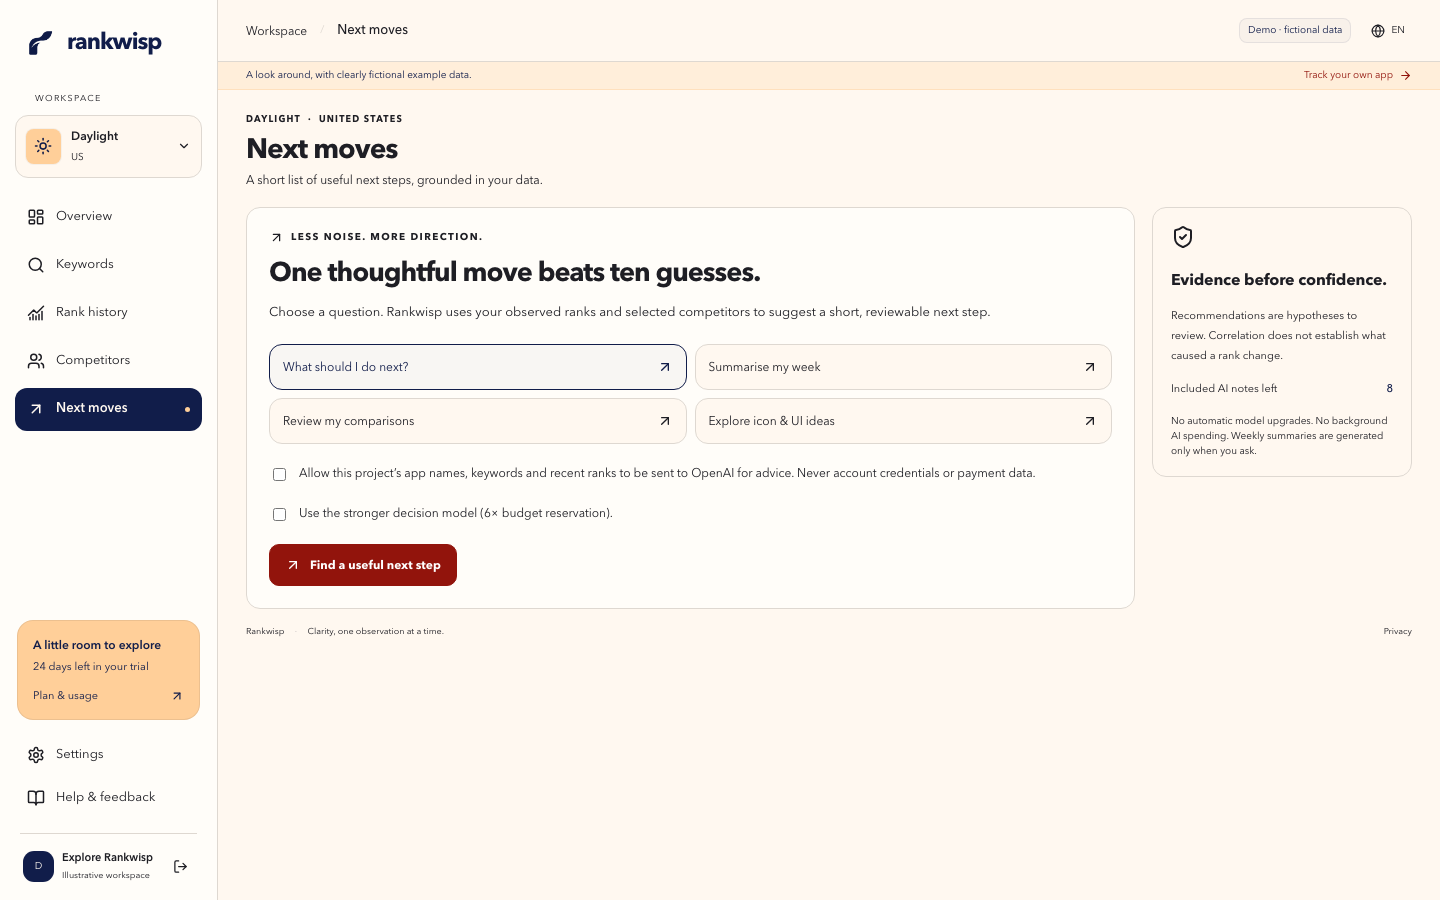 rankwisp
WORKSPACE
Daylight
US
Overview
Keywords
Rank history
Competitors
Next moves
A little room to explore
24 days left in your trial
Plan & usage
Settings
Help & feedback
D
Explore Rankwisp
Illustrative workspace
Workspace / Next moves
Demo · fictional data
EN
A look around, with clearly fictional example data.
Track your own app
DAYLIGHT · UNITED STATES
Next moves
A short list of useful next steps, grounded in your data.
LESS NOISE. MORE DIRECTION.
One thoughtful move beats ten guesses.
Choose a question. Rankwisp uses your observed ranks and selected competitors to suggest a short, reviewable next step.
What should I do next?
Summarise my week
Review my comparisons
Explore icon & UI ideas
Allow this project’s app names, keywords and recent ranks to be sent to OpenAI for advice. Never account credentials or payment data.
Use the stronger decision model (6× budget reservation).
Find a useful next step
Evidence before confidence.
Recommendations are hypotheses to
review. Correlation does not establish what
caused a rank change.
Included AI notes left 8
No automatic model upgrades. No background
AI spending. Weekly summaries are generated
only when you ask.
Rankwisp · Clarity, one observation at a time.
Privacy